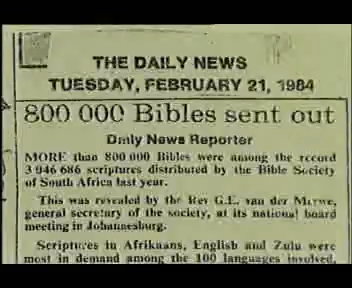 THE DAILY NEWS
TUESDAY, FEBRUARY 21, 1984
800 000 Bibles sent out
Daily News Reporter
MORE than 800 000 Bibles were among the record
3 946 686 scriptures distributed by the Bible Society
of South Africa last year.
This was revealed by the Rev G.E. van der Merwe,
general secretary of the society, at its national board
meeting in Johannesburg.
Scriptures in Afrikaans, English and Zulu were
most in demand among the 100 languages involved,